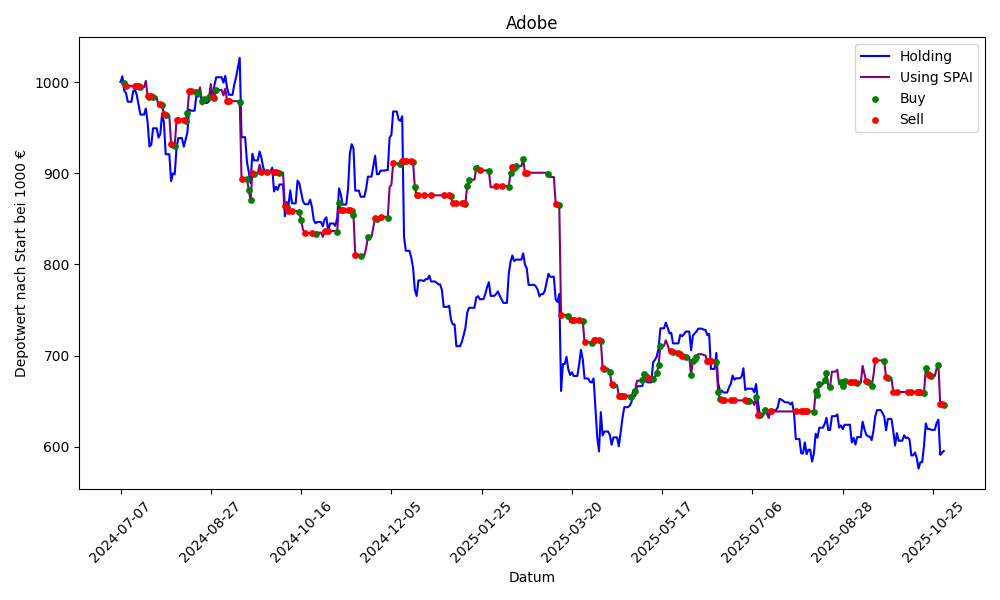 Adobe
Holding
Using SPAI
Buy
Sell
Depotwert nach Start bei 1000 €
1000
900
800
700
600
2024-07-07
2024-08-27
2024-10-16
2024-12-05
2025-01-25
2025-03-20
2025-05-17
2025-07-06
2025-08-28
2025-10-25
Datum